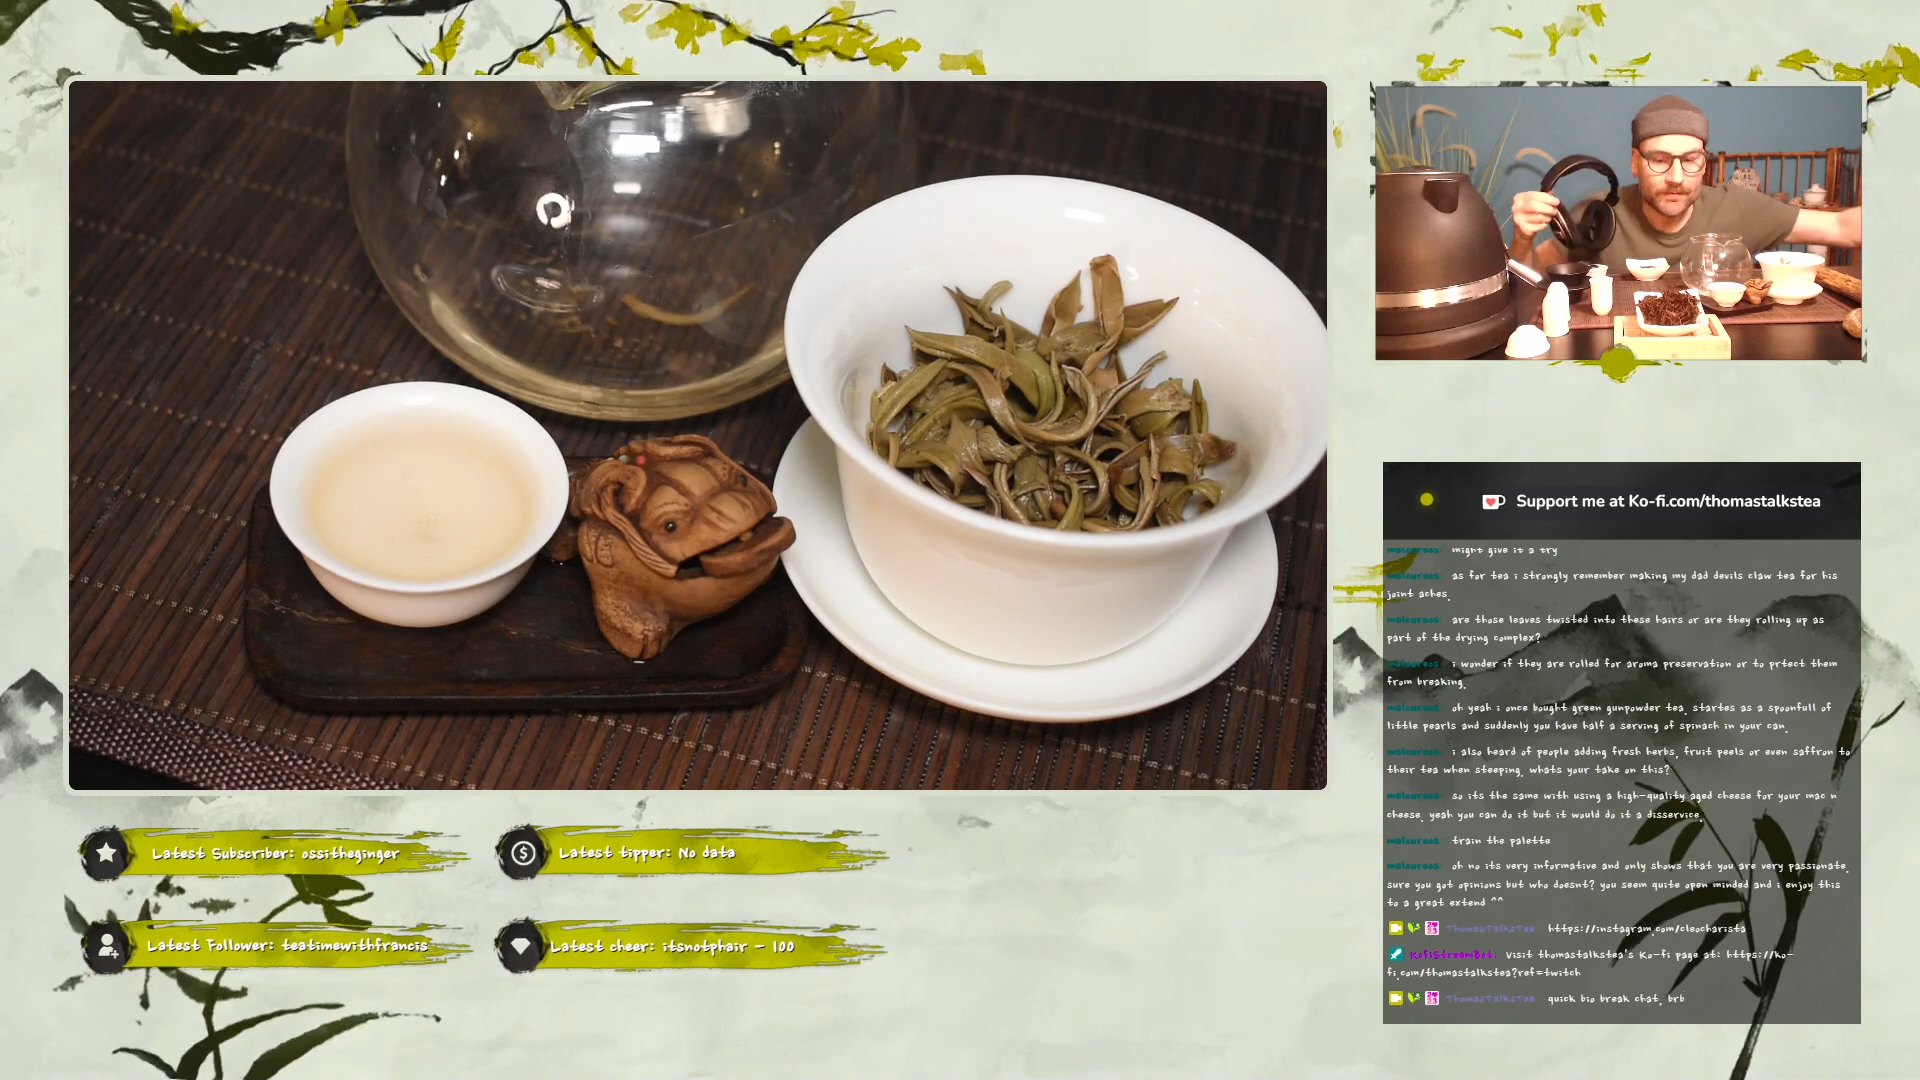 Support me at Ko-fi.com/thomastalkstea
might give it a try
as for tea i strongly remember making my dad devils claw tea for his
joint aches.
are those leaves twisted into these hairs or are they rolling up as
part of the drying complex?
i wonder if they are rolled for aroma preservation or to prtect them
from breaking.
oh yeah i once bought green gunpowder tea. startes as a spoonfull of
little pearls and suddenly you have half a serving of spinach in your can.
i also heard of people adding fresh herbs, fruit peels or even saffron to
their tea when steeping. whats your take on this?
so its the same with using a high-quality aged cheese for your mac n
cheese. yeah you can do it but it would do it a disservice.
train the palette
oh no its very informative and only shows that you are very passionate.
sure you got opinions but who doesnt? you seem quite open minded and i enjoy this
to a great extend ^^
ThomasTalksTea: https://instagram.com/cleocharista
KofiStreamBot: Visit thomastalkstea's Ko-fi page at: https://ko-
fi.com/thomastalkstea?ref=twitch
ThomasTalksTea: quick bio break chat, brb
Latest Subscriber: ossitheginger
Latest tipper: No data
Latest Follower: teatimewithfrancis
Latest cheer: itsnotphair - 100